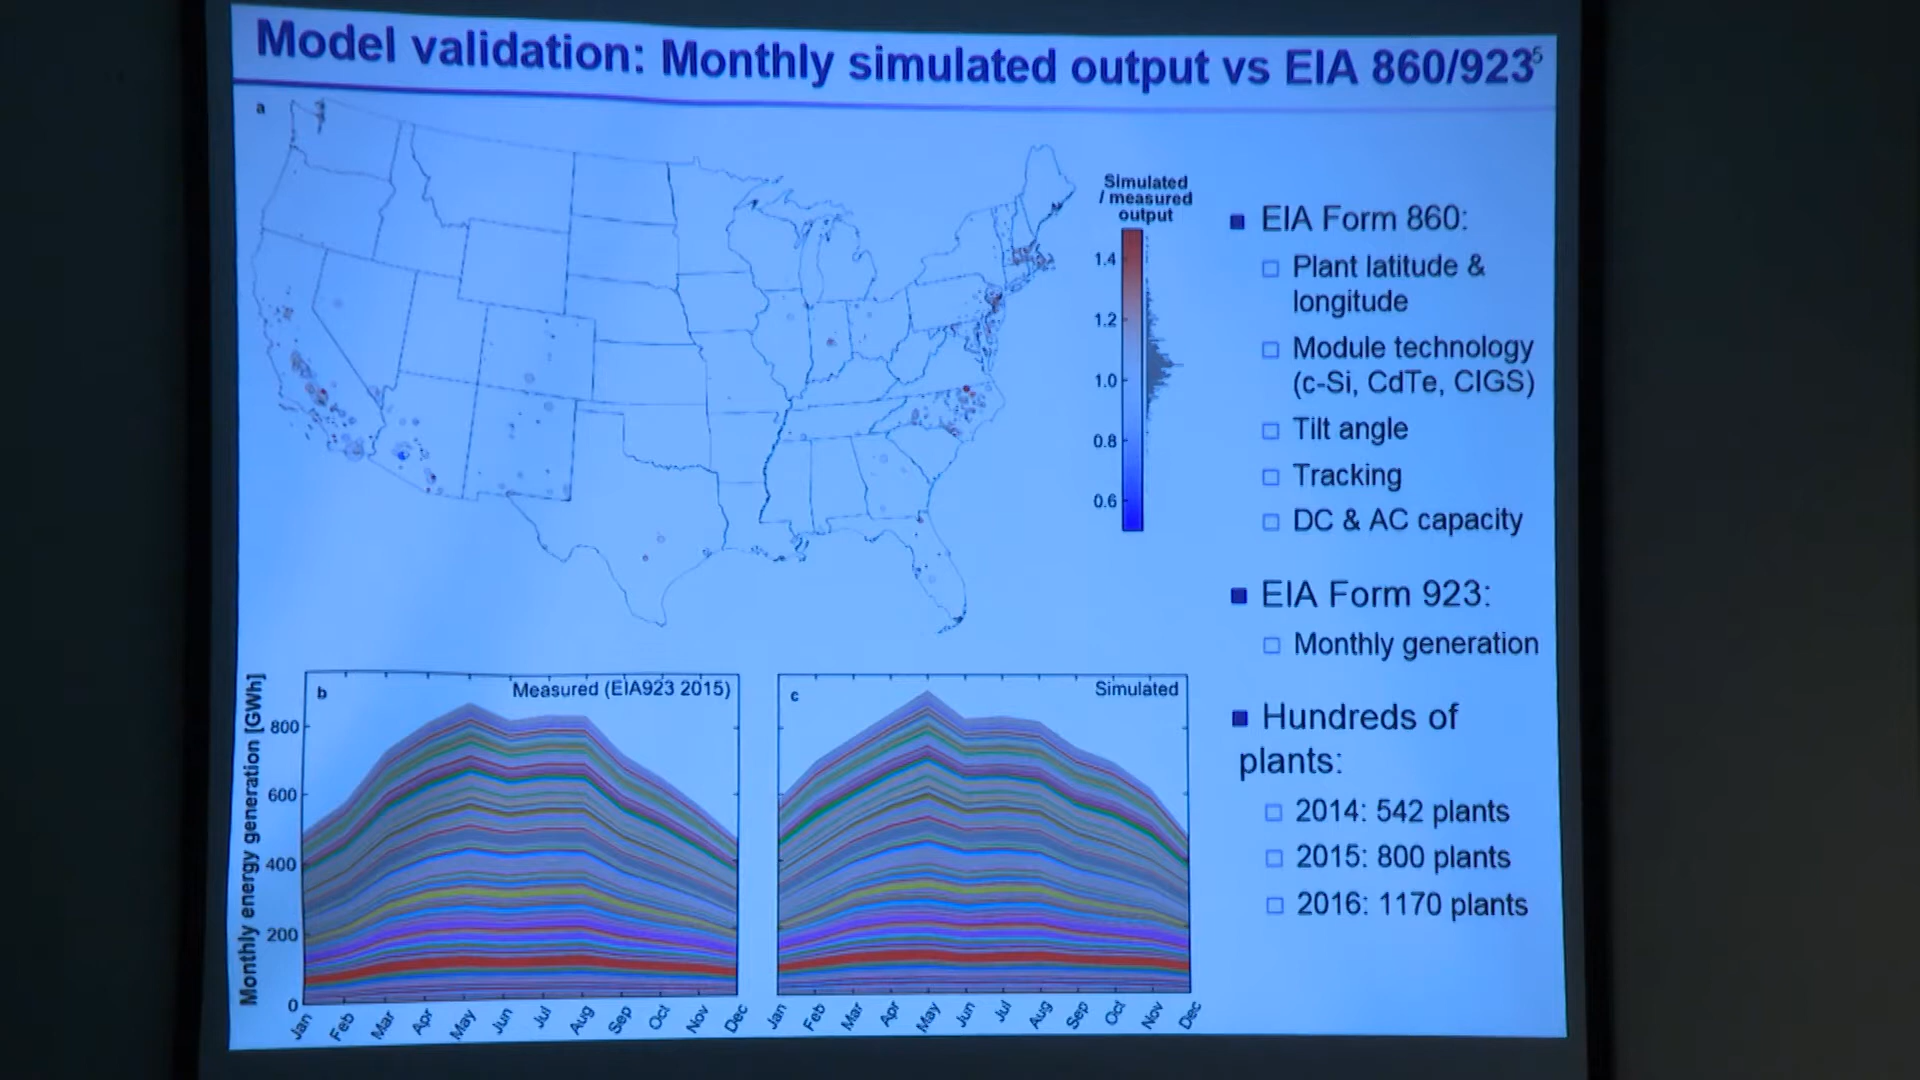 Model validation: Monthly simulated output vs EIA 860/923⁵
a
Simulated
/ measured
output
1.4
1.2
1.0
0.8
0.6
■ EIA Form 860:
□ Plant latitude &
longitude
□ Module technology
(c-Si, CdTe, CIGS)
□ Tilt angle
□ Tracking
□ DC & AC capacity
■ EIA Form 923:
□ Monthly generation
■ Hundreds of
plants:
□ 2014: 542 plants
□ 2015: 800 plants
□ 2016: 1170 plants
Monthly energy generation [GWh]
800
600
400
200
0
b
Measured (EIA923 2015)
Jan Feb Mar Apr May Jun Jul Aug Sep Oct Nov Dec
c
Simulated
Jan Feb Mar Apr May Jun Jul Aug Sep Oct Nov Dec